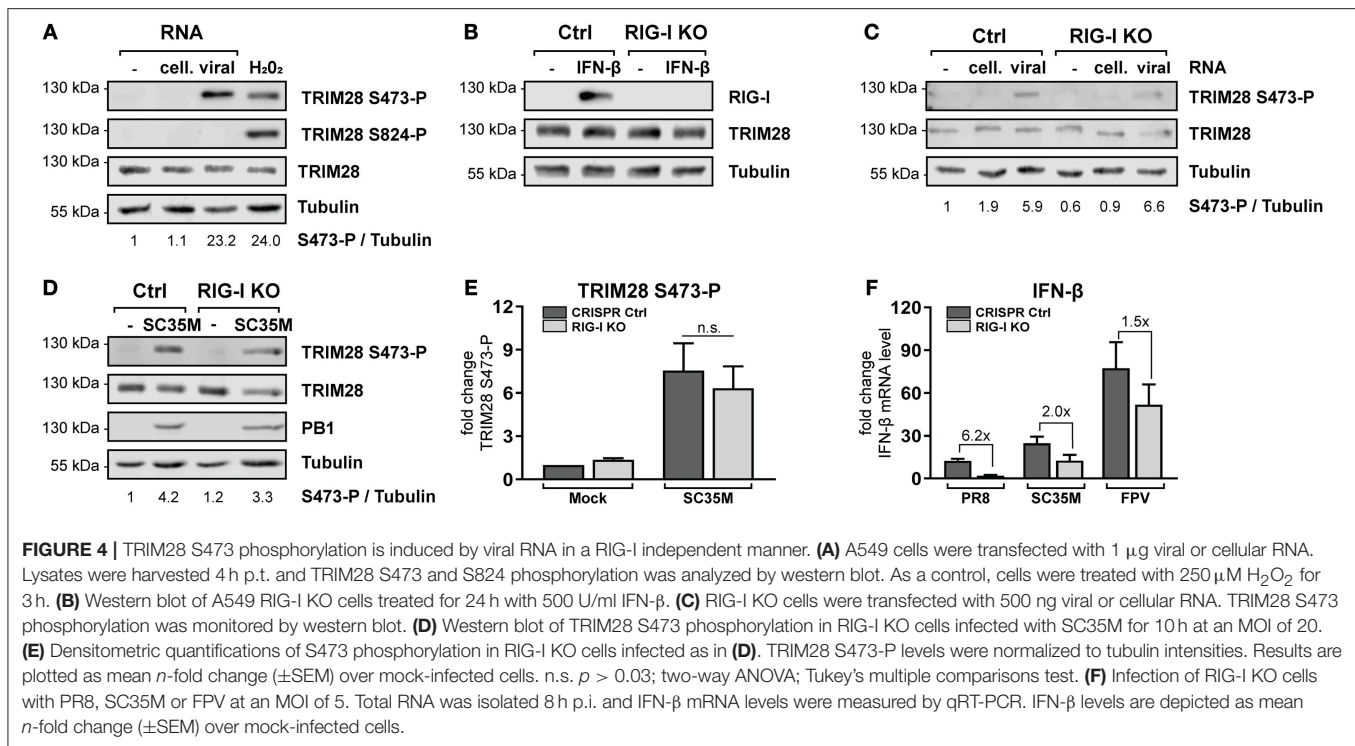 A
RNA
- cell. viral H₂O₂
130 kDa
TRIM28 S473-P
TRIM28 S824-P
130 kDa
TRIM28
55 kDa
Tubulin
1 1.1 23.2 24.0 S473-P / Tubulin
B
Ctrl RIG-I KO
- IFN-β - IFN-β
130 kDa
RIG-I
130 kDa
TRIM28
55 kDa
Tubulin
C
Ctrl RIG-I KO
- cell. viral - cell. viral RNA
130 kDa
TRIM28 S473-P
130 kDa
TRIM28
55 kDa
Tubulin
1 1.9 5.9 0.6 0.9 6.6 S473-P / Tubulin
D
Ctrl RIG-I KO
- SC35M - SC35M
130 kDa
TRIM28 S473-P
130 kDa
TRIM28
130 kDa
PB1
55 kDa
Tubulin
1 4.2 1.2 3.3 S473-P / Tubulin
E
TRIM28 S473-P
CRISPR Ctrl
RIG-I KO
n.s.
fold change
TRIM28 S473-P
12
9
6
3
0
Mock SC35M
F
IFN-β
CRISPR Ctrl
RIG-I KO
1.5x
2.0x
6.2x
fold change
IFN-β mRNA level
120
90
60
30
0
PR8 SC35M FPV
FIGURE 4 | TRIM28 S473 phosphorylation is induced by viral RNA in a RIG-I independent manner. (A) A549 cells were transfected with 1 μg viral or cellular RNA.
Lysates were harvested 4 h p.t. and TRIM28 S473 and S824 phosphorylation was analyzed by western blot. As a control, cells were treated with 250 μM H₂O₂ for
3 h. (B) Western blot of A549 RIG-I KO cells treated for 24 h with 500 U/ml IFN-β. (C) RIG-I KO cells were transfected with 500 ng viral or cellular RNA. TRIM28 S473
phosphorylation was monitored by western blot. (D) Western blot of TRIM28 S473 phosphorylation in RIG-I KO cells infected with SC35M for 10 h at an MOI of 20.
(E) Densitometric quantifications of S473 phosphorylation in RIG-I KO cells infected as in (D). TRIM28 S473-P levels were normalized to tubulin intensities. Results are
plotted as mean n-fold change (±SEM) over mock-infected cells. n.s. p > 0.03; two-way ANOVA; Tukey's multiple comparisons test. (F) Infection of RIG-I KO cells
with PR8, SC35M or FPV at an MOI of 5. Total RNA was isolated 8 h p.i. and IFN-β mRNA levels were measured by qRT-PCR. IFN-β levels are depicted as mean
n-fold change (±SEM) over mock-infected cells.